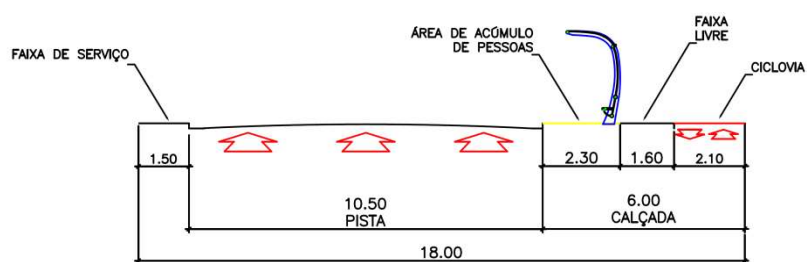 FAIXA DE SERVIÇO
ÁREA DE ACÚMULO
DE PESSOAS
FAIXA
LIVRE
CICLOVIA
1.50
2.30
1.60
2.10
10.50
PISTA
6.00
CALÇADA
18.00